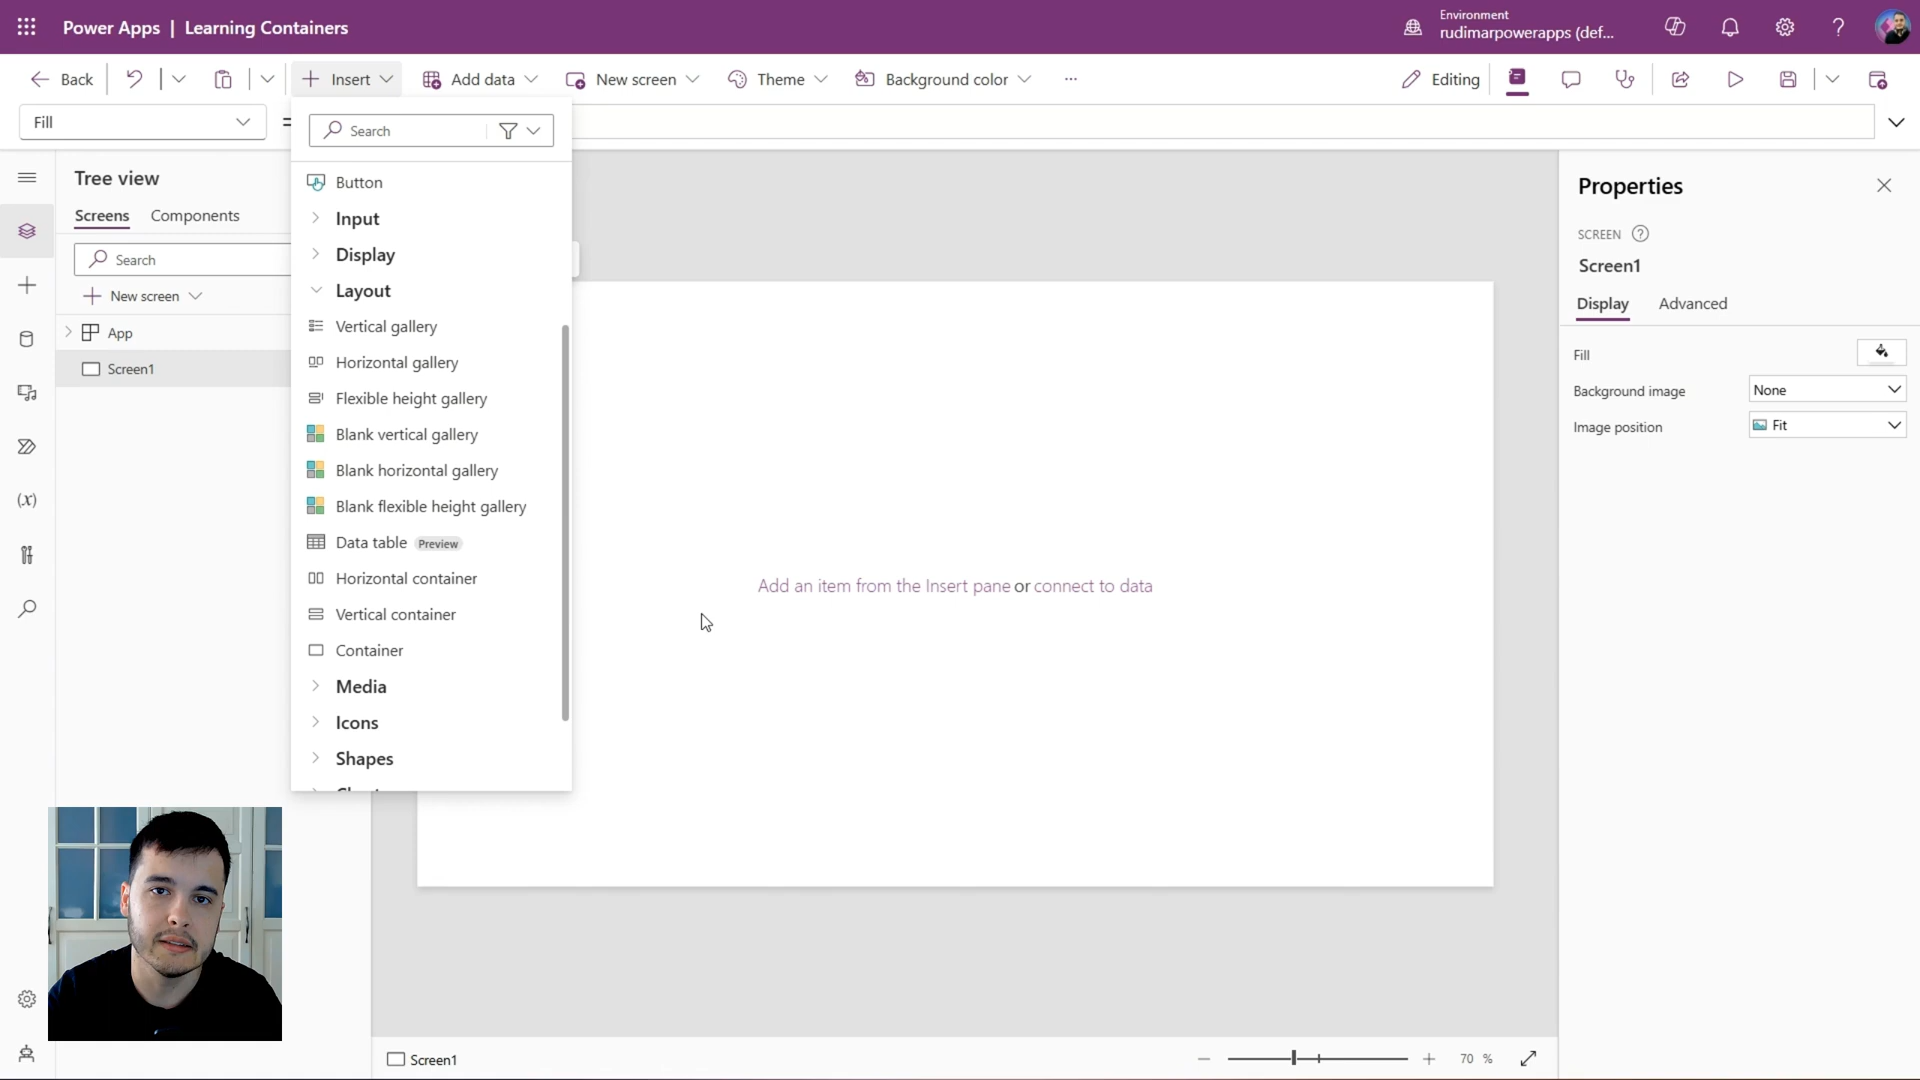 Power Apps | Learning Containers
Environment
rudimarpowerapps (def...
Back
Insert
Add data
New screen
Theme
Background color
...
Editing
Fill
=
Search
Button
Input
Display
Layout
Vertical gallery
Horizontal gallery
Flexible height gallery
Blank vertical gallery
Blank horizontal gallery
Blank flexible height gallery
Data table Preview
Horizontal container
Vertical container
Container
Media
Icons
Shapes
Tree view
Screens Components
Search
New screen
App
Screen1
(x)
Add an item from the Insert pane or connect to data
Properties
SCREEN ?
Screen1
Display Advanced
Fill
Background image None
Image position Fit
Screen1
70 %